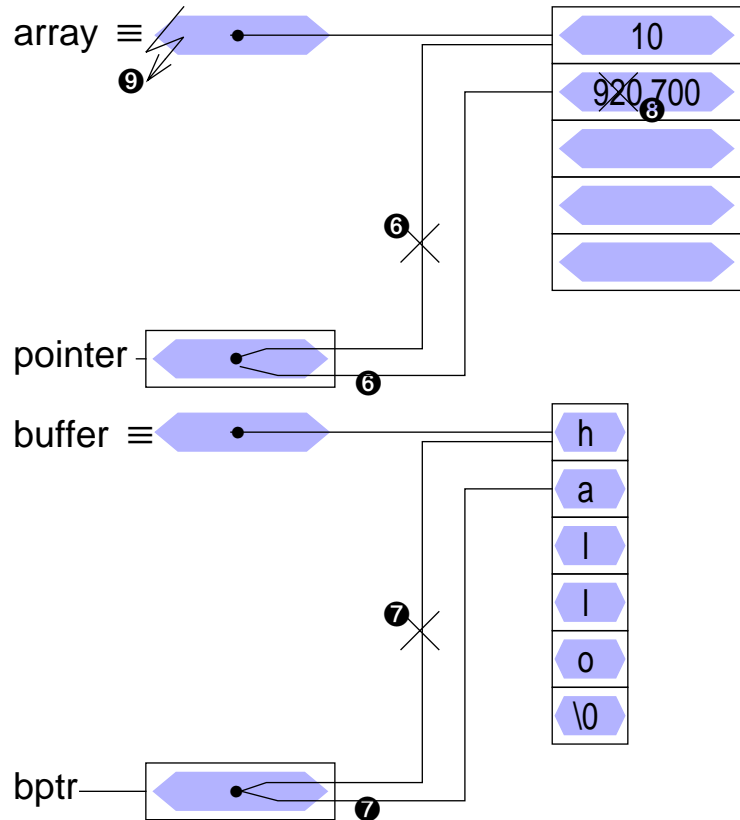 array ≡
10
❾
920 700
❽
❻
pointer
❻
buffer ≡
h
a
l
l
❼
o
\0
bptr
❼